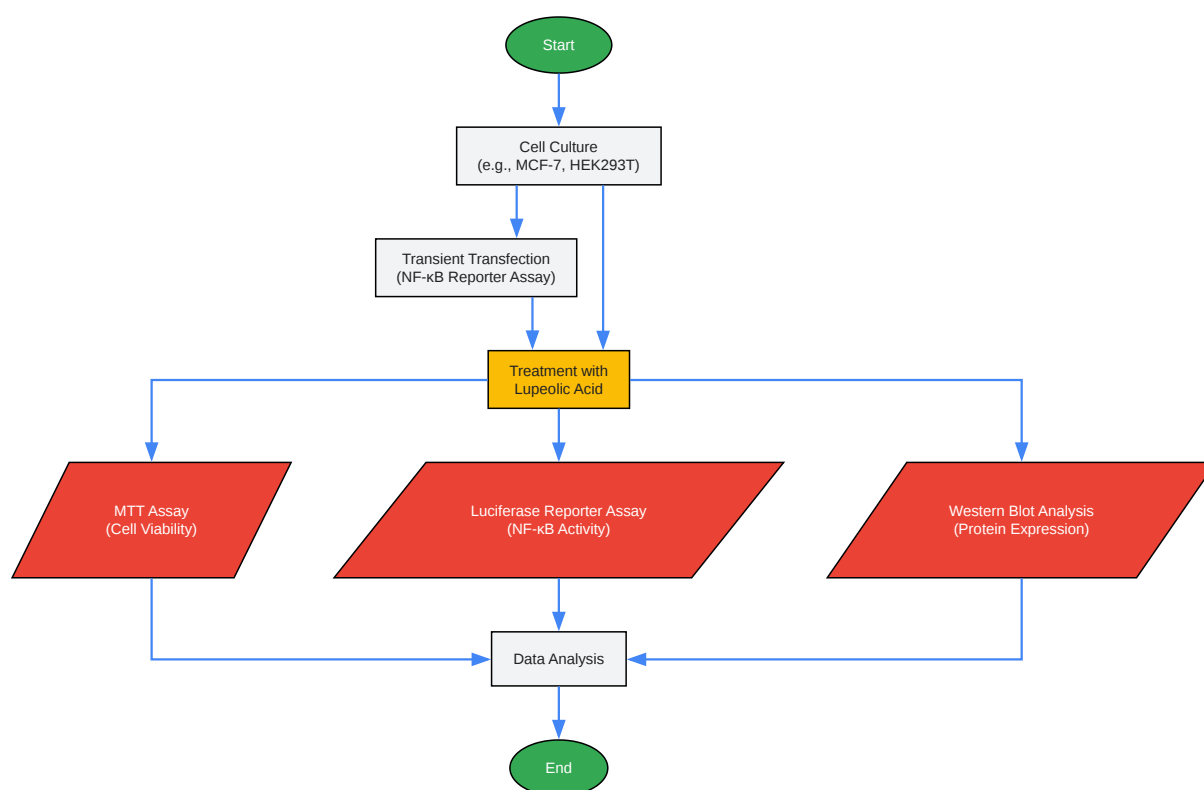 Start
Cell Culture
(e.g., MCF-7, HEK293T)
Transient Transfection
(NF-κB Reporter Assay)
Treatment with
Lupeolic Acid
MTT Assay
(Cell Viability)
Luciferase Reporter Assay
(NF-κB Activity)
Western Blot Analysis
(Protein Expression)
Data Analysis
End